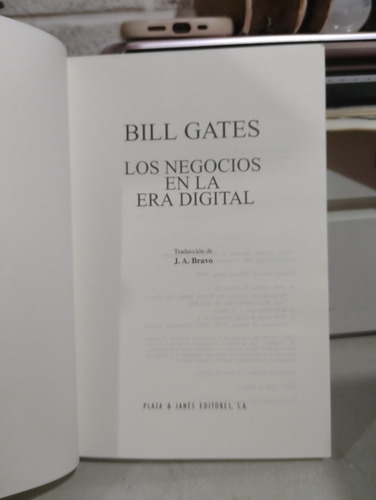 BILL GATES
LOS NEGOCIOS
EN LA
ERA DIGITAL
Traducción de
J. A. Bravo
PLAZA & JANÉS EDITORES, S.A.